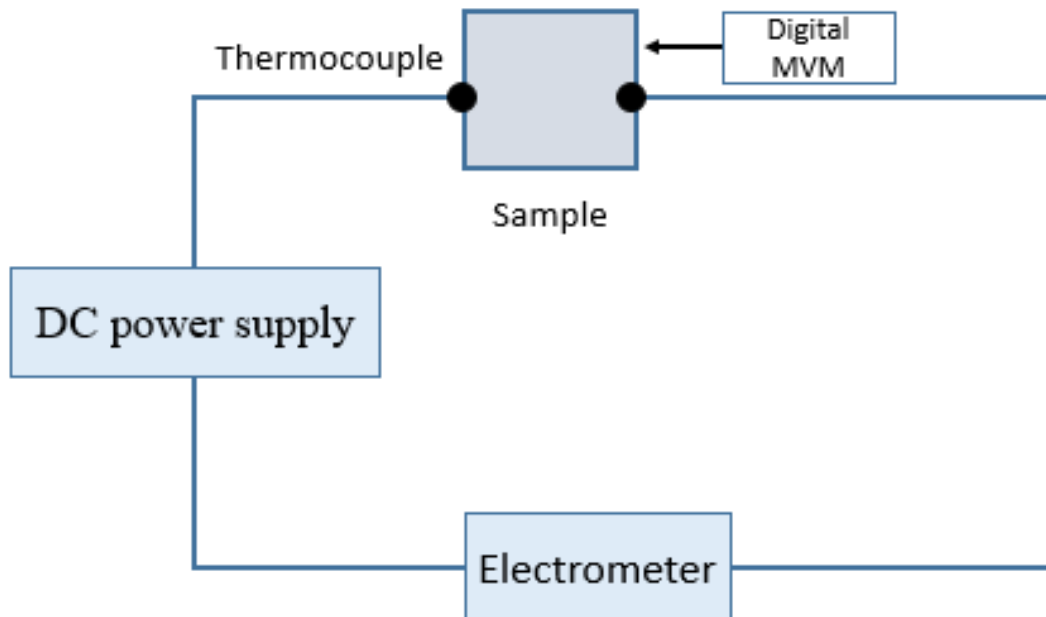 Digital
MVM
Thermocouple
Sample
DC power supply
Electrometer